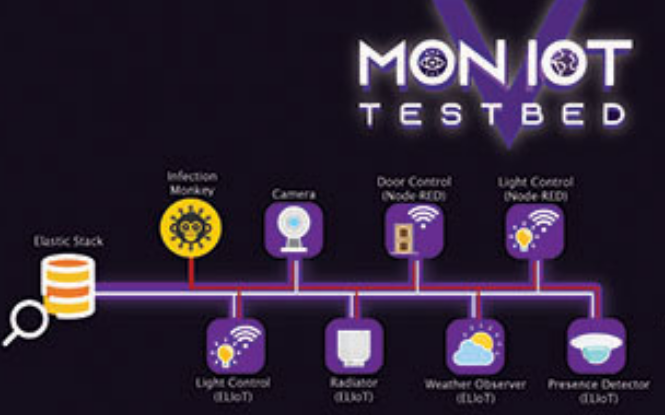 MON IOT
TESTBED
Infection
Monkey
Camera
Door Control
(Node-RED)
Light Control
(Node-RED)
Elastic Stack
Light Control
(ELIoT)
Radiator
(ELIoT)
Weather Observer
(ELIoT)
Presence Detector
(ELIoT)